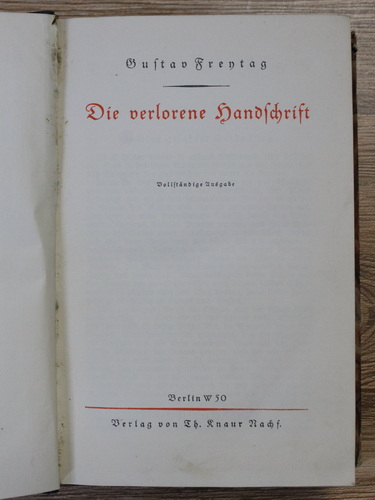 Gustav Freytag
Die verlorene Handschrift
Vollständige Ausgabe
Berlin W 50
Verlag von Th. Knaur Nachf.